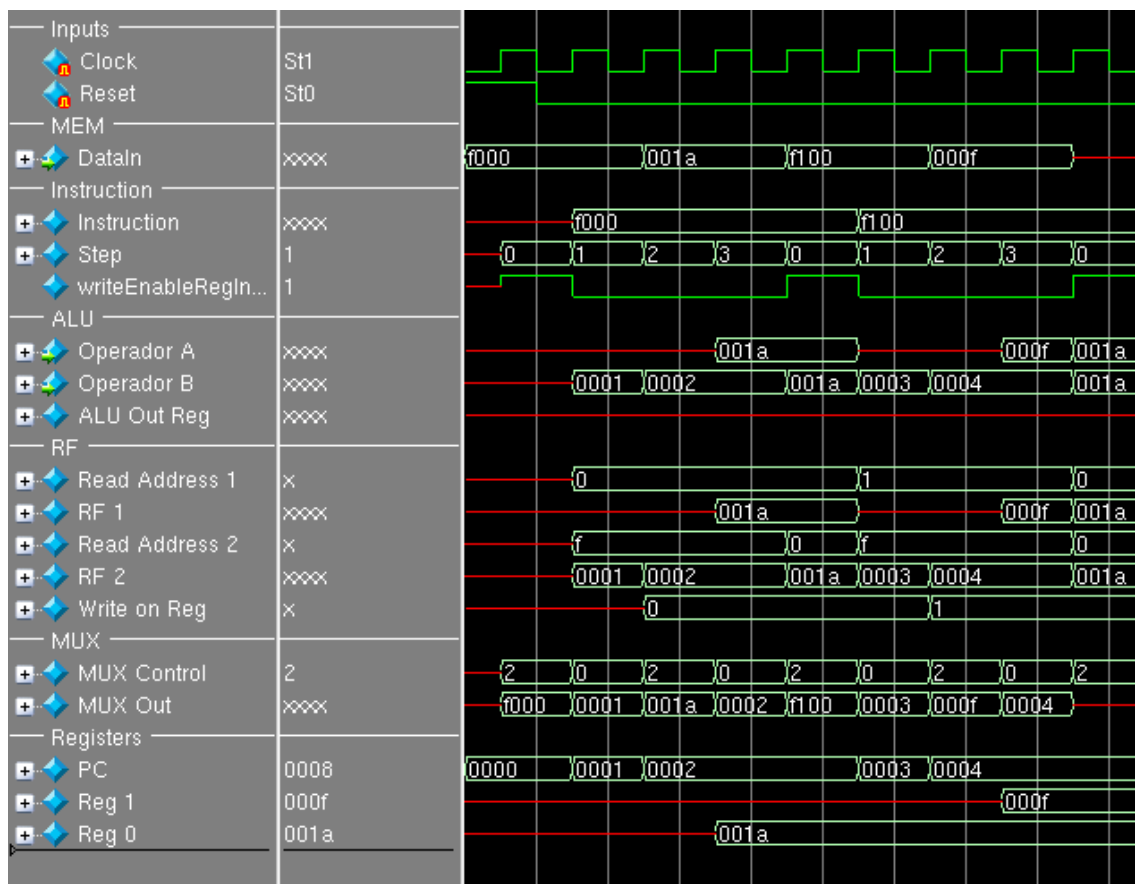 Inputs
Clock St1
Reset St0
MEM
DataIn xxxx f000 001a f100 000f
Instruction
Instruction xxxx f000 f100
Step 1 0 1 2 3 0 1 2 3 0
writeEnableRegIn... 1
ALU
Operador A xxxx 001a 000f 001a
Operador B xxxx 0001 0002 001a 0003 0004 001a
ALU Out Reg xxxx
RF
Read Address 1 x 0 1 0
RF 1 xxxx 001a 000f 001a
Read Address 2 x f 0 f 0
RF 2 xxxx 0001 0002 001a 0003 0004 001a
Write on Reg x 0 1
MUX
MUX Control 2 2 0 2 0 2 0 2 0 2
MUX Out xxxx f000 0001 001a 0002 f100 0003 000f 0004
Registers
PC 0008 0000 0001 0002 0003 0004
Reg 1 000f 000f
Reg 0 001a 001a